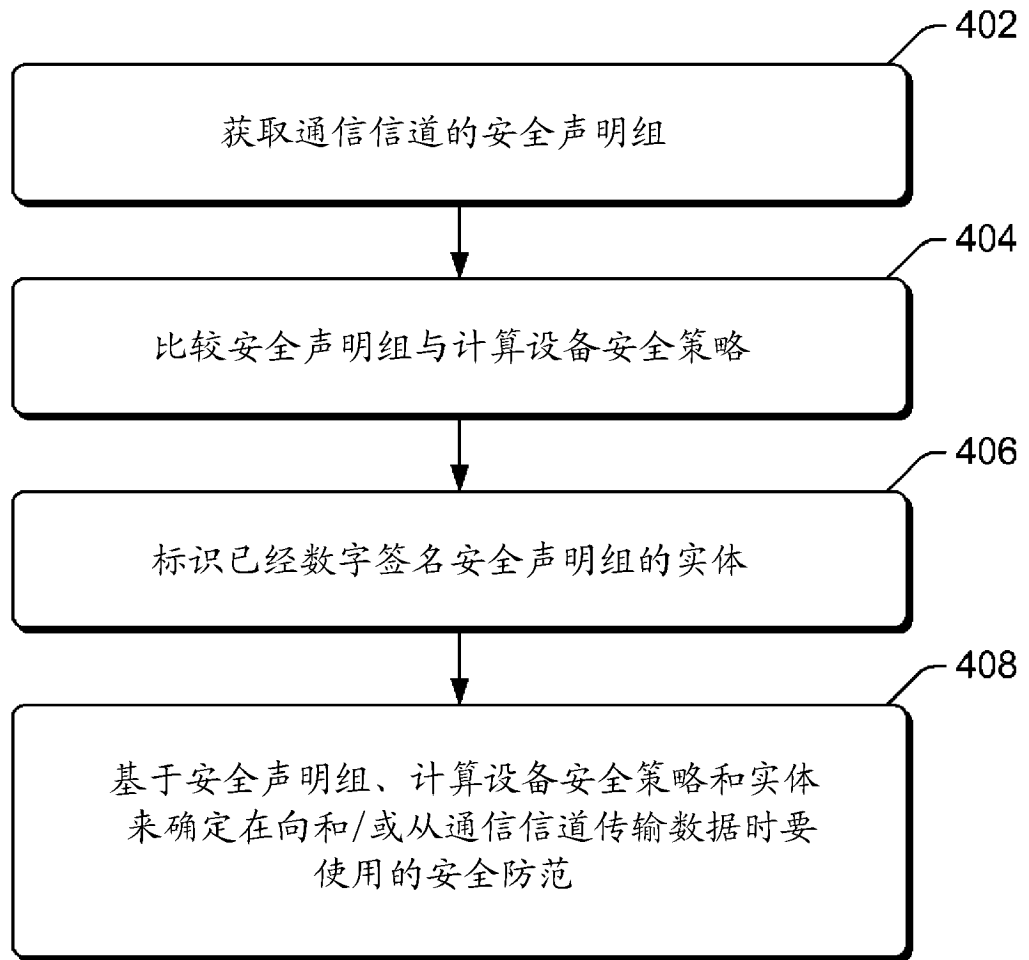 402
获取通信信道的安全声明组
404
比较安全声明组与计算设备安全策略
406
标识已经数字签名安全声明组的实体
408
基于安全声明组、计算设备安全策略和实体
来确定在向和/或从通信信道传输数据时要
使用的安全防范